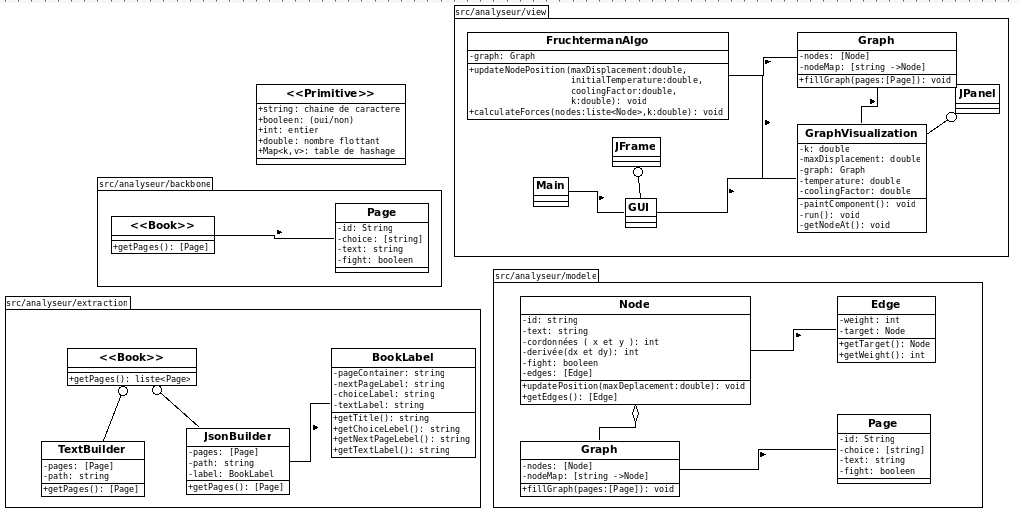 src/analyseur/view
FruchtermanAlgo
-graph: Graph
+updateNodePosition(maxDisplacement:double,
initialTemperature:double,
coolingFactor:double,
k:double): void
+calculateForces(nodes:liste<Node>,k:double): void
Graph
-nodes: [Node]
-nodeMap: [string ->Node]
+fillGraph(pages:[Page]): void
JPanel
GraphVisualization
-k: double
-maxDisplacement: double
-graph: Graph
-temperature: double
-coolingFactor: double
-paintComponent(): void
-run(): void
-getNodeAt(): void
JFrame
Main
GUI
<<Primitive>>
+string: chaine de caractere
+booleen: (oui/non)
+int: entier
+double: nombre flottant
+Map<k,v>: table de hashage
src/analyseur/backbone
<<Book>>
+getPages(): [Page]
Page
-id: String
-choice: [string]
-text: string
-fight: booleen
src/analyseur/extraction
<<Book>>
+getPages(): liste<Page>
TextBuilder
-pages: [Page]
-path: string
+getPages(): [Page]
JsonBuilder
-pages: [Page]
-path: string
-label: BookLabel
+getPages(): [Page]
BookLabel
-pageContainer: string
-nextPageLabel: string
-choiceLabel: string
-textLabel: string
+getTitle(): string
+getChoiceLebel(): string
+getNextPageLebel(): string
+getTextLabel(): string
src/analyseur/modele
Node
-id: string
-text: string
-cordonnées ( x et y ): int
-derivée(dx et dy): int
-fight: booleen
-edges: [Edge]
+updatePosition(maxDeplacement:double): void
+getEdges(): [Edge]
Edge
-weight: int
-target: Node
+getTarget(): Node
+getWeight(): int
Graph
-nodes: [Node]
-nodeMap: [string ->Node]
+fillGraph(pages:[Page]): void
Page
-id: String
-choice: [string]
-text: string
-fight: booleen